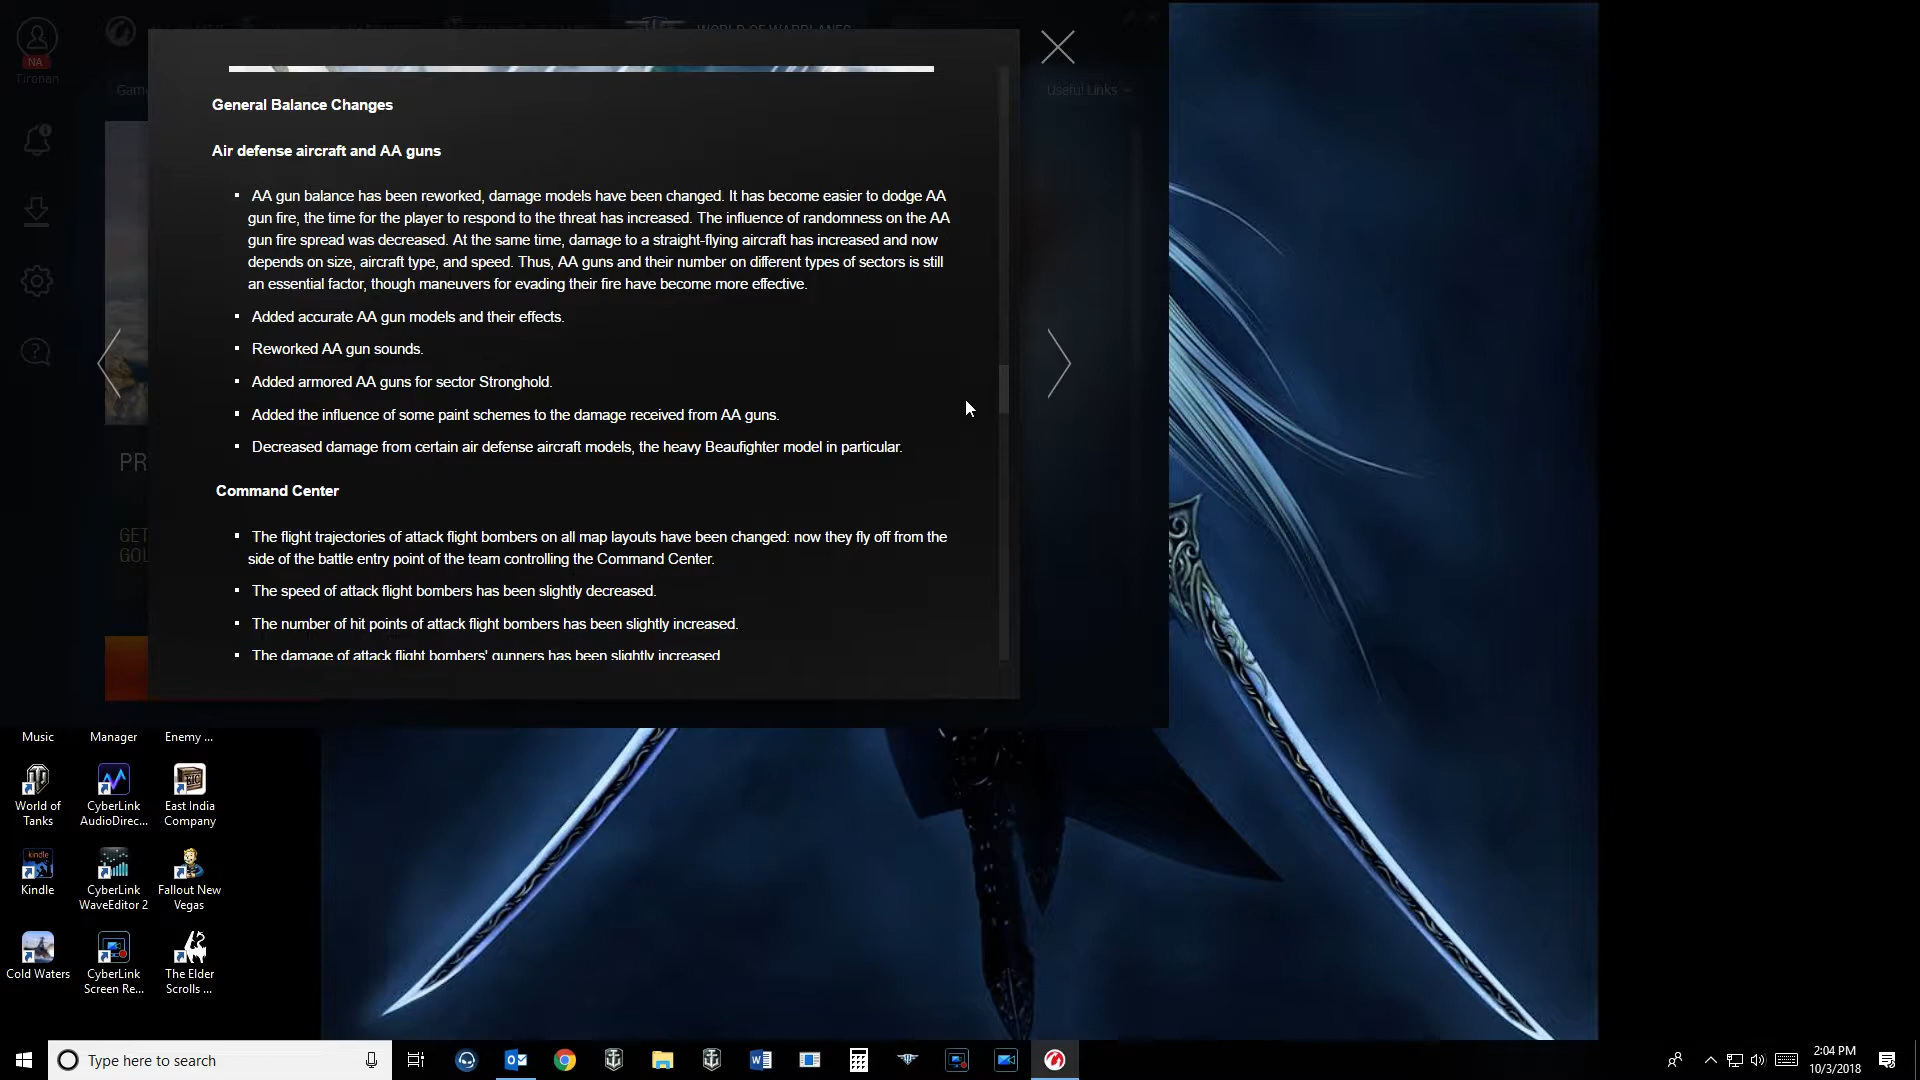 NA
Tironan
WORLD OF WARPLANES
Game
Useful Links
General Balance Changes
Air defense aircraft and AA guns
AA gun balance has been reworked, damage models have been changed. It has become easier to dodge AA
gun fire, the time for the player to respond to the threat has increased. The influence of randomness on the AA
gun fire spread was decreased. At the same time, damage to a straight-flying aircraft has increased and now
depends on size, aircraft type, and speed. Thus, AA guns and their number on different types of sectors is still
an essential factor, though maneuvers for evading their fire have become more effective.
Added accurate AA gun models and their effects.
Reworked AA gun sounds.
Added armored AA guns for sector Stronghold.
Added the influence of some paint schemes to the damage received from AA guns.
Decreased damage from certain air defense aircraft models, the heavy Beaufighter model in particular.
PR
GET
GOL
Command Center
The flight trajectories of attack flight bombers on all map layouts have been changed: now they fly off from the
side of the battle entry point of the team controlling the Command Center.
The speed of attack flight bombers has been slightly decreased.
The number of hit points of attack flight bombers has been slightly increased.
The damage of attack flight bombers' gunners has been slightly increased
Music
Manager
Enemy ...
World of
Tanks
CyberLink
AudioDirec...
East India
Company
kindle
Kindle
CyberLink
WaveEditor 2
Fallout New
Vegas
Cold Waters
CyberLink
Screen Re...
The Elder
Scrolls ...
Type here to search
2:04 PM
10/3/2018